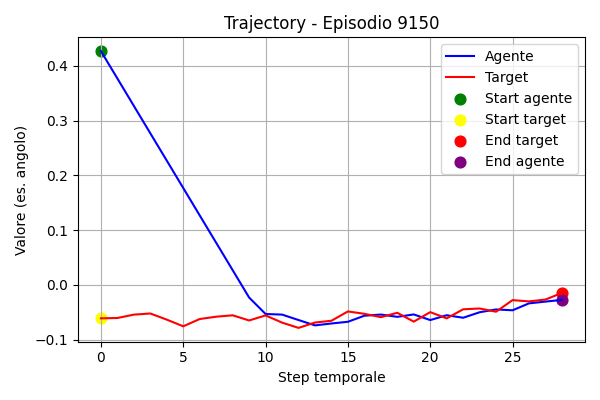 Trajectory - Episodio 9150
Valore (es. angolo)
0.4
0.3
0.2
0.1
0.0
−0.1
0
5
10
15
20
25
Step temporale
Agente
Target
Start agente
Start target
End target
End agente